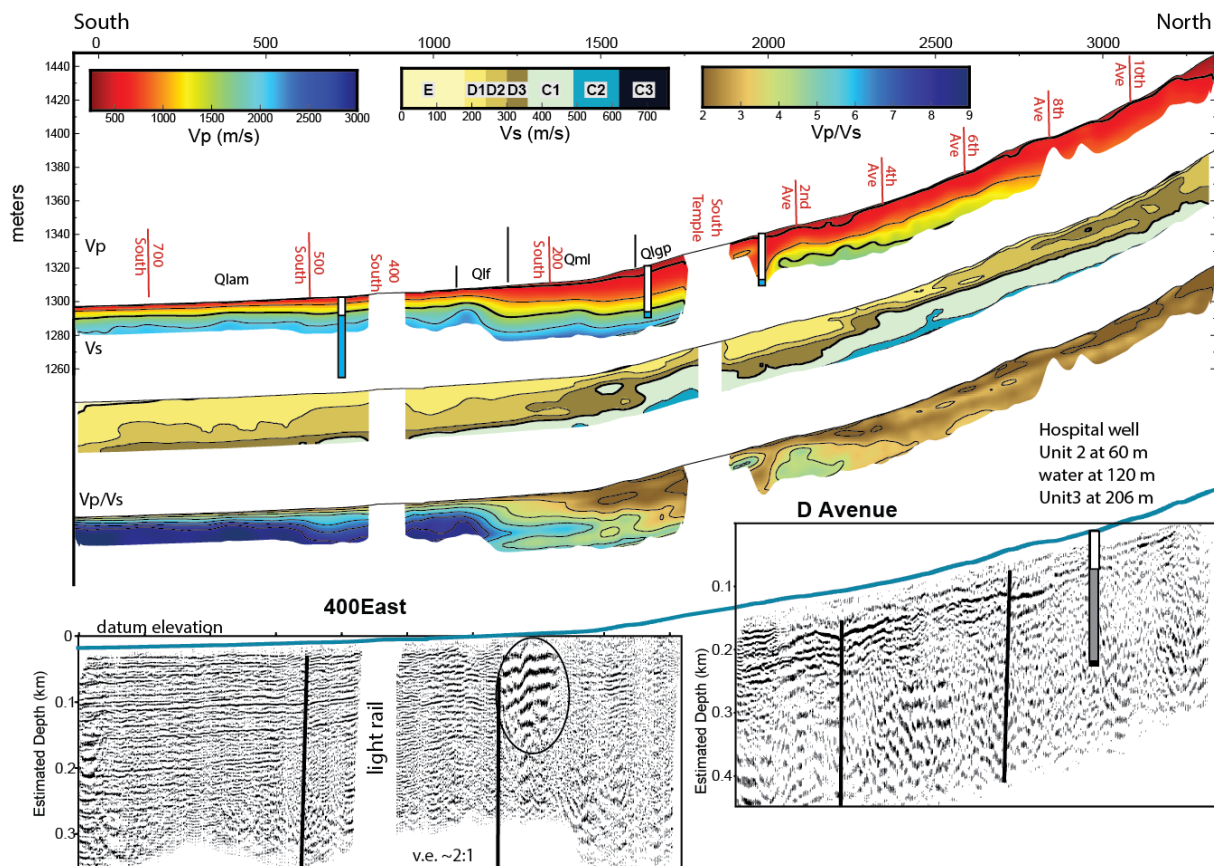 South
North
0
500
1000
1500
2000
2500
3000
1440
1420
1400
1380
1360
1340
1320
1300
1280
1260
meters
500 1000 1500 2000 2500 3000
Vp (m/s)
E D1 D2 D3 C1 C2 C3
0 100 200 300 400 500 600 700
Vs (m/s)
2 3 4 5 6 7 8 9
Vp/Vs
10th
Ave
8th
Ave
6th
Ave
4th
Ave
2nd
Ave
South
Temple
Vp
700
South
500
South
400
South
200
South
Qlam
Qlf
Qml
Qlgp
Vs
Vp/Vs
Hospital well
Unit 2 at 60 m
water at 120 m
Unit3 at 206 m
D Avenue
400East
datum elevation
Estimated Depth (km)
0
0.1
0.2
0.3
light rail
v.e. ~2:1
Estimated Depth (km)
0.1
0.2
0.3
0.4